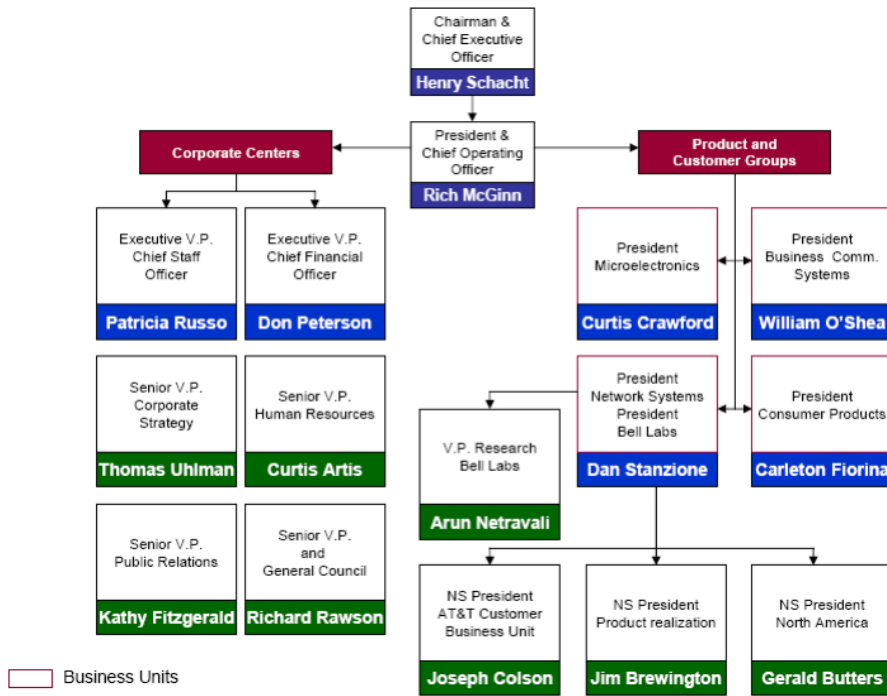 Chairman &
Chief Executive
Officer
Henry Schacht
President &
Chief Operating
Officer
Rich McGinn
Corporate Centers
Product and
Customer Groups
Executive V.P.
Chief Staff
Officer
Patricia Russo
Executive V.P.
Chief Financial
Officer
Don Peterson
President
Microelectronics
Curtis Crawford
President
Business Comm.
Systems
William O'Shea
Senior V.P.
Corporate
Strategy
Thomas Uhlman
Senior V.P.
Human Resources
Curtis Artis
V.P. Research
Bell Labs
Arun Netravali
President
Network Systems
President
Bell Labs
Dan Stanzione
President
Consumer Products
Carleton Fiorina
Senior V.P.
Public Relations
Kathy Fitzgerald
Senior V.P.
and
General Council
Richard Rawson
NS President
AT&T Customer
Business Unit
Joseph Colson
NS President
Product realization
Jim Brewington
NS President
North America
Gerald Butters
Business Units